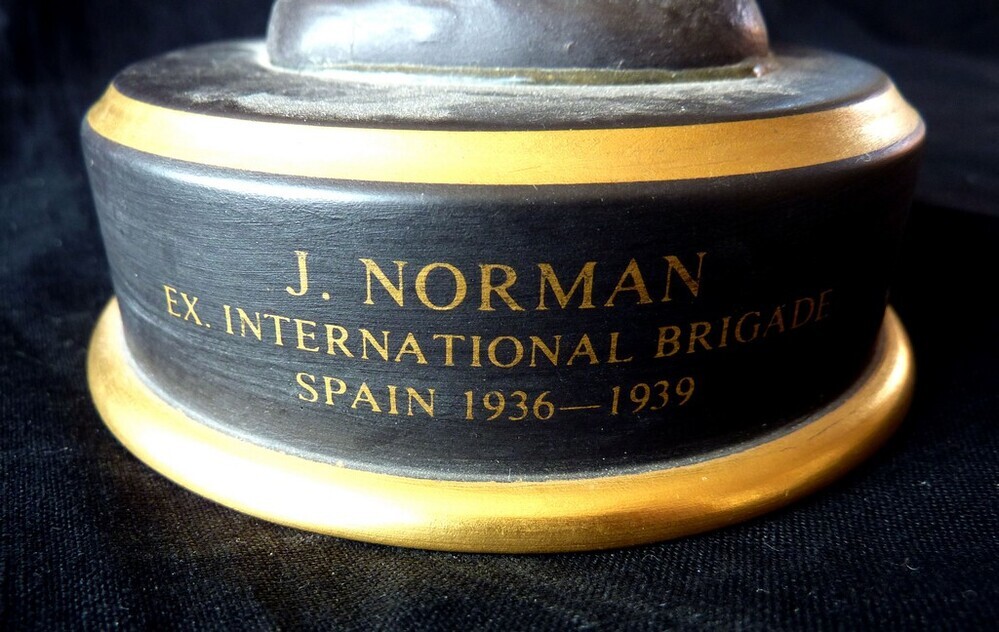 J. NORMAN
EX. INTERNATIONAL BRIGADE
SPAIN 1936—1939